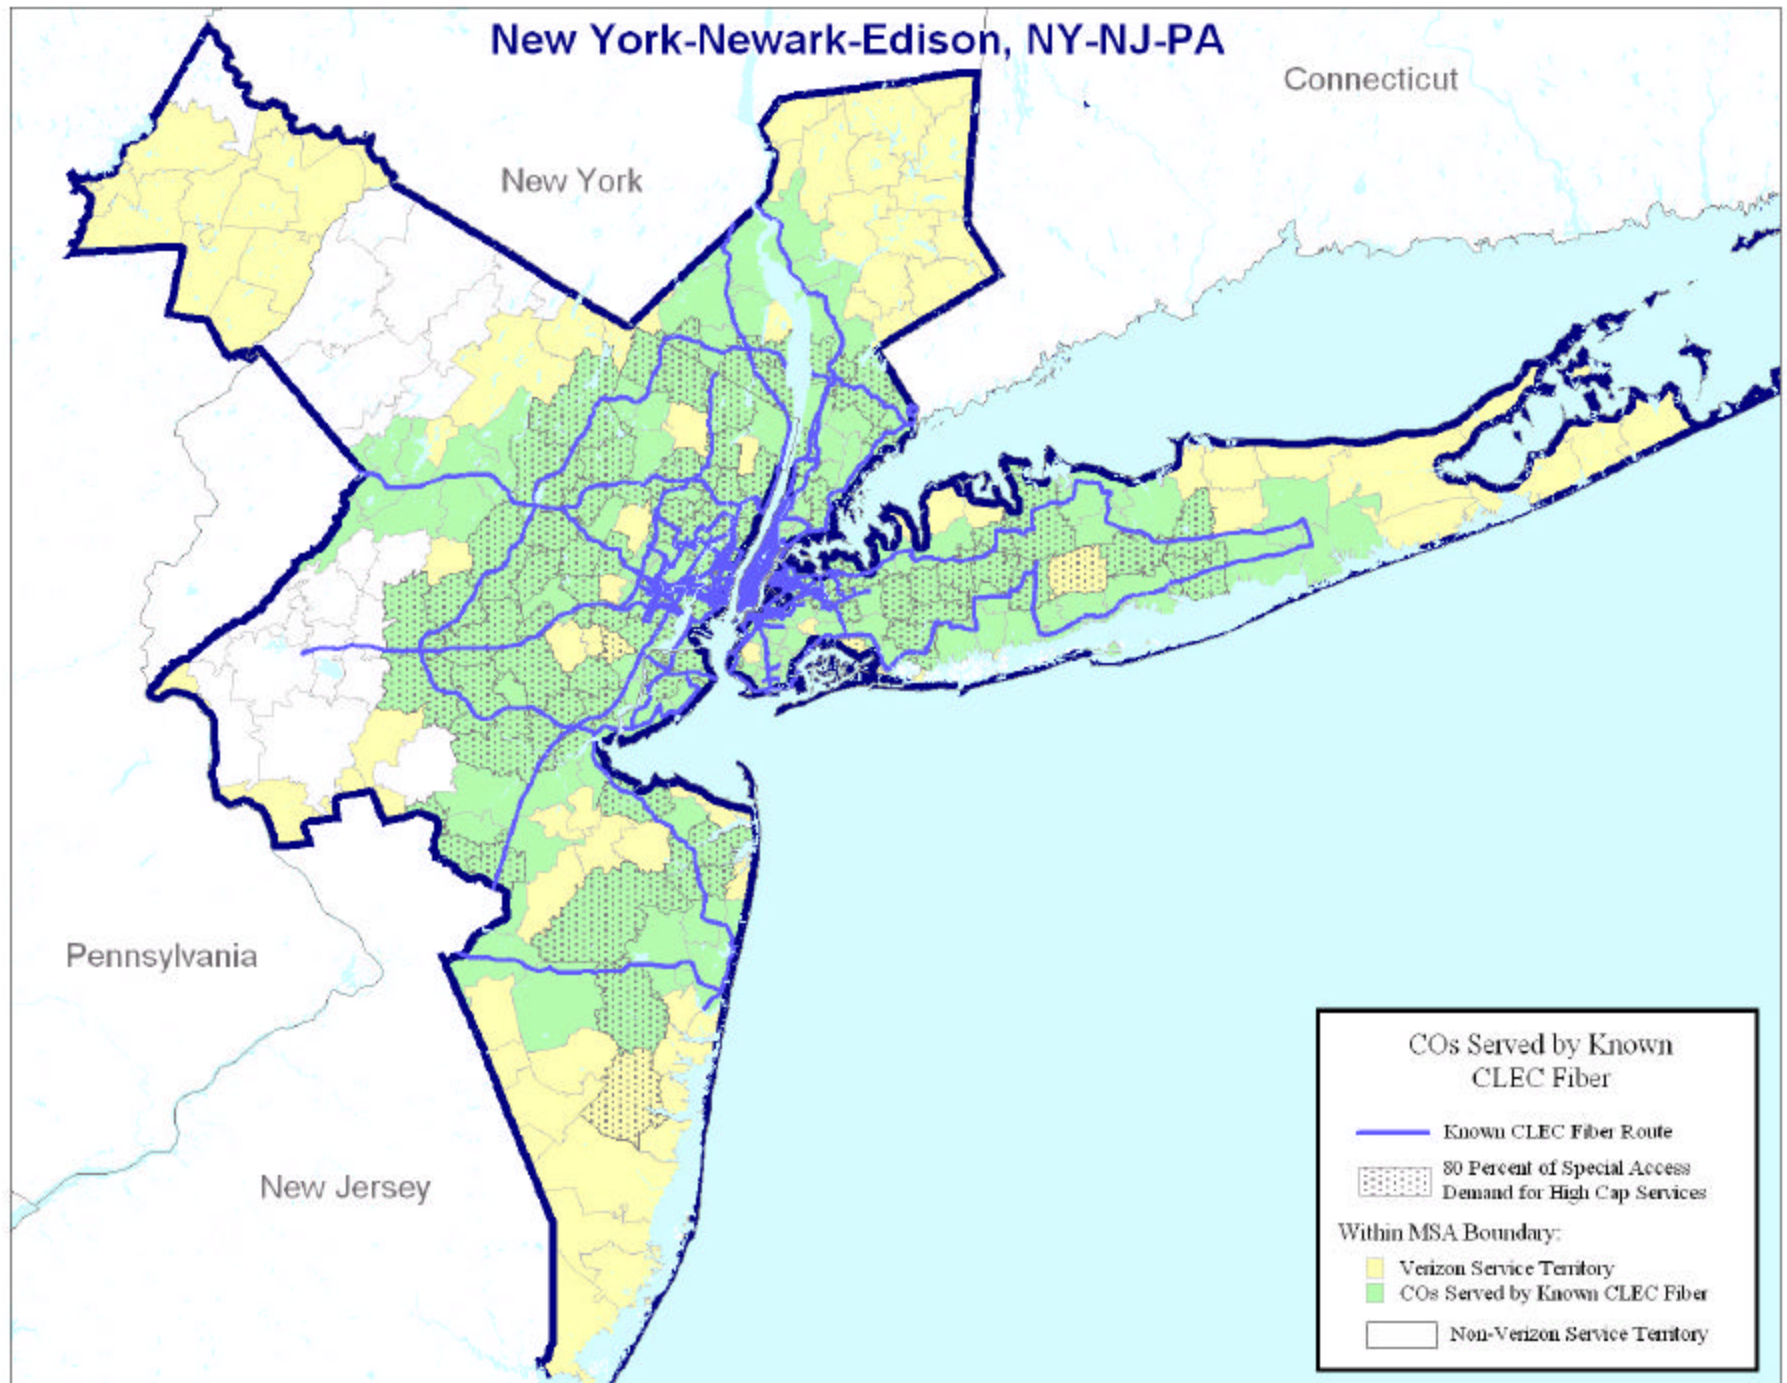 New York-Newark-Edison, NY-NJ-PA
Connecticut
New York
Pennsylvania
New Jersey
COs Served by Known
CLEC Fiber
Known CLEC Fiber Route
80 Percent of Special Access
Demand for High Cap Services
Within MSA Boundary:
Verizon Service Territory
COs Served by Known CLEC Fiber
Non-Verizon Service Territory